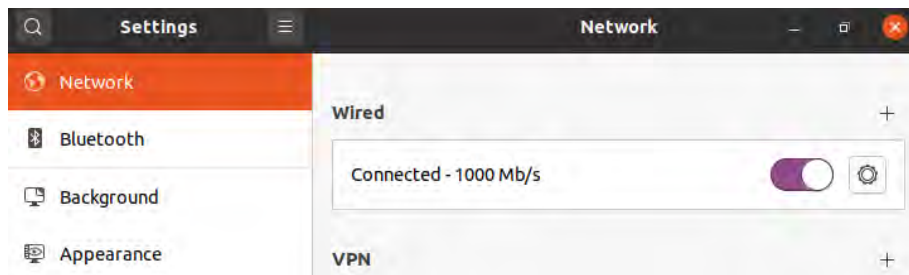 Settings
Network
Network
Bluetooth
Background
Appearance
Wired
Connected - 1000 Mb/s
VPN